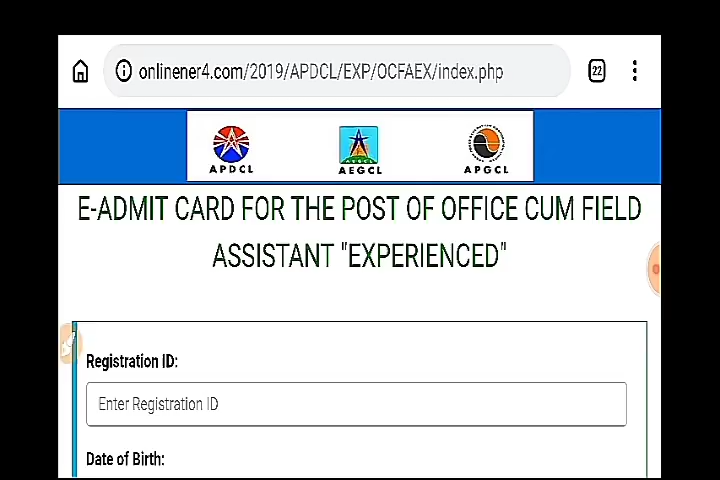 onlinener4.com/2019/APDCL/EXP/OCFAEX/index.php
22
APDCL
AEGCL
APGCL
E-ADMIT CARD FOR THE POST OF OFFICE CUM FIELD
ASSISTANT "EXPERIENCED"
Registration ID:
Enter Registration ID
Date of Birth: